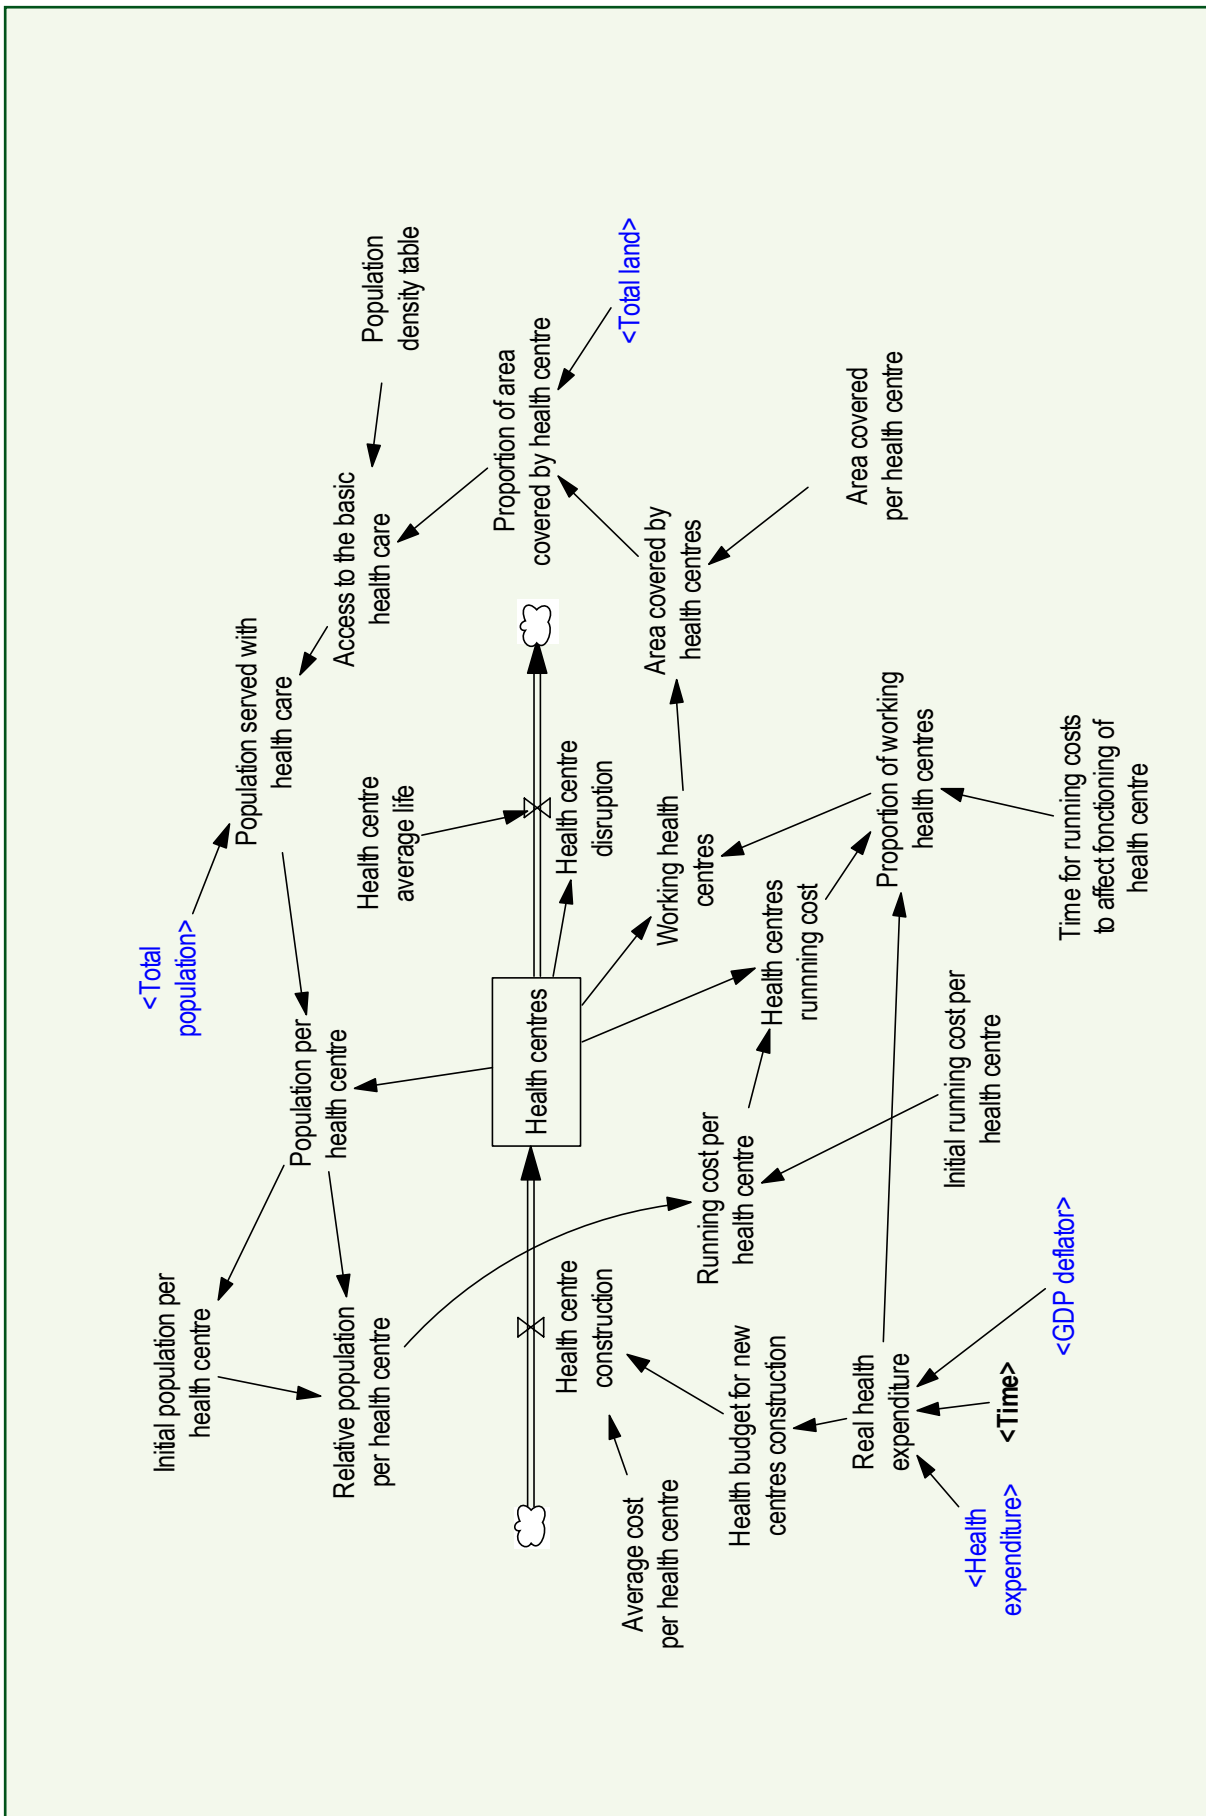 <Total
population>
Population served with
health care
Population
density table
Access to the basic
health care
Initial population per
health centre
Population per
health centre
Relative population
per health centre
Health centre
average life
Proportion of area
covered by health centre
<Total land>
Health centres
Health centre
construction
Health centre
disruption
Average cost
per health centre
Running cost per
health centre
Working health
centres
Area covered by
health centres
Health budget for new
centres construction
Health centres
runnning cost
Area covered
per health centre
Real health
expenditure
Proportion of working
health centres
Initial running cost per
health centre
<Health
expenditure>
<Time>
<GDP deflator>
Time for running costs
to affect fonctioning of
health centre